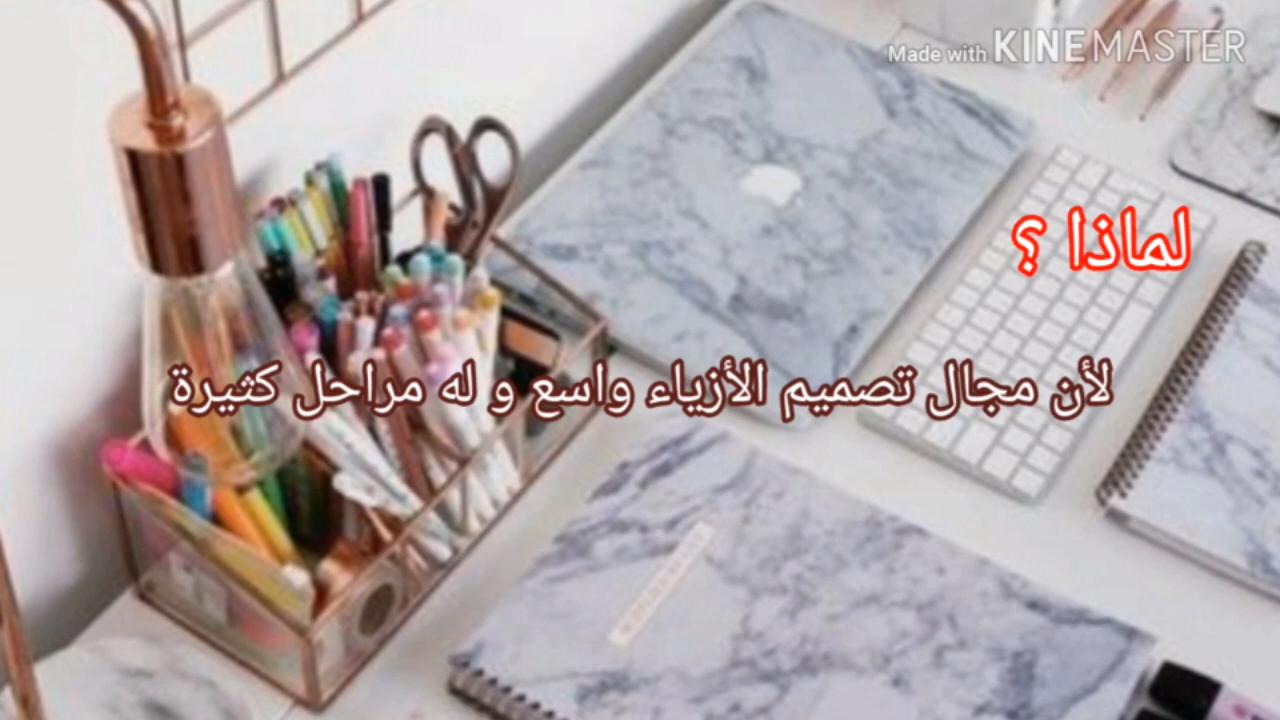 Made with KINEMASTER
لماذا ؟
لأن مجال تصميم الأزياء واسع و له مراحل كثيرة